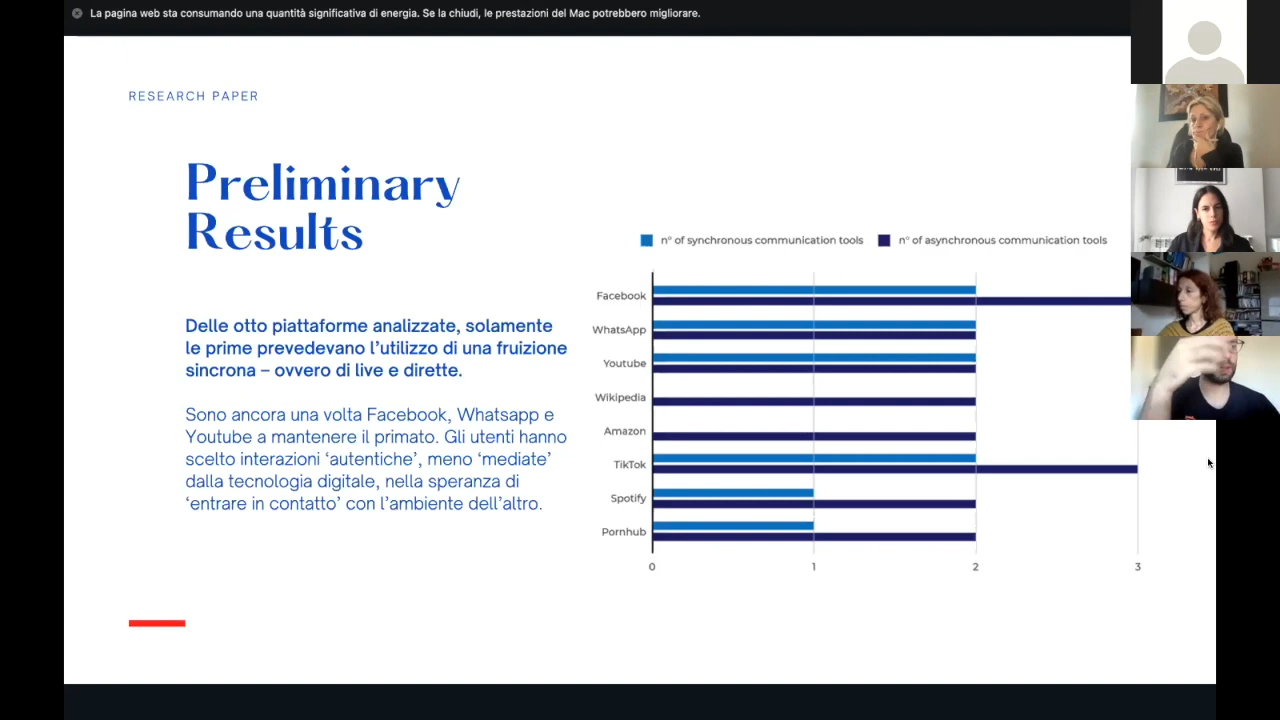 La pagina web sta consumando una quantità significativa di energia. Se la chiudi, le prestazioni del Mac potrebbero migliorare.
RESEARCH PAPER
Preliminary
Results
Delle otto piattaforme analizzate, solamente
le prime prevedevano l'utilizzo di una fruizione
sincrona – ovvero di live e dirette.
Sono ancora una volta Facebook, Whatsapp e
Youtube a mantenere il primato. Gli utenti hanno
scelto interazioni ‘autentiche’, meno ‘mediate’
dalla tecnologia digitale, nella speranza di
‘entrare in contatto’ con l’ambiente dell’altro.
n° of synchronous communication tools n° of asynchronous communication tools
Facebook
WhatsApp
Youtube
Wikipedia
Amazon
TikTok
Spotify
Pornhub
0 1 2 3